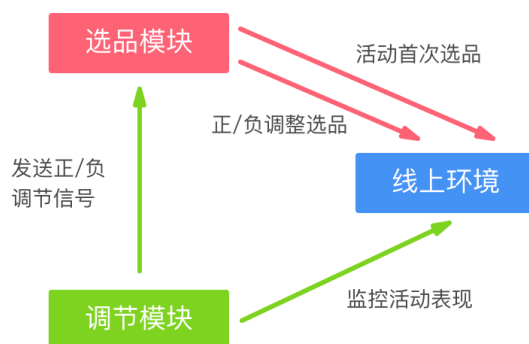 选品模块
活动首次选品
正/负调整选品
发送正/负
调节信号
线上环境
监控活动表现
调节模块